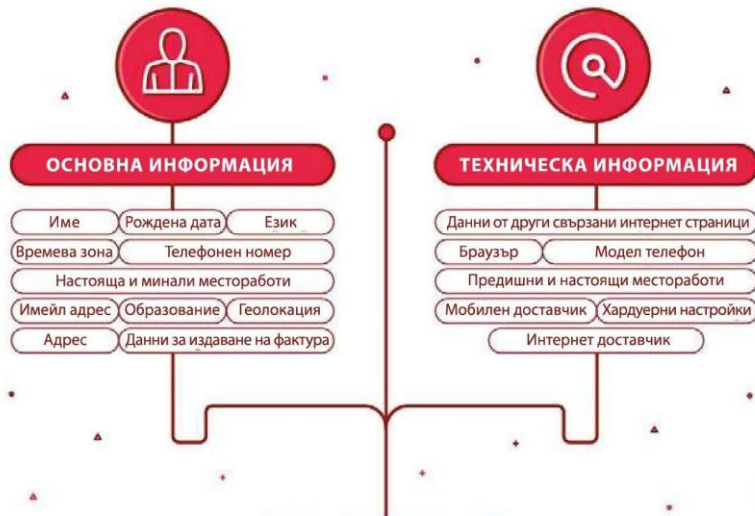 ОСНОВНА ИНФОРМАЦИЯ
Име Рождена дата Език
Времева зона Телефонен номер
Настояща и минали месторабoти
Имейл адрес Образование Геолокация
Адрес Данни за издаване на фактура
ТЕХНИЧЕСКА ИНФОРМАЦИЯ
Данни от други свързани интернет страници
Браузър Модел телефон
Предишни и настоящи месторабoти
Мобилен доставчик Хардуерни настройки
Интернет доставчик